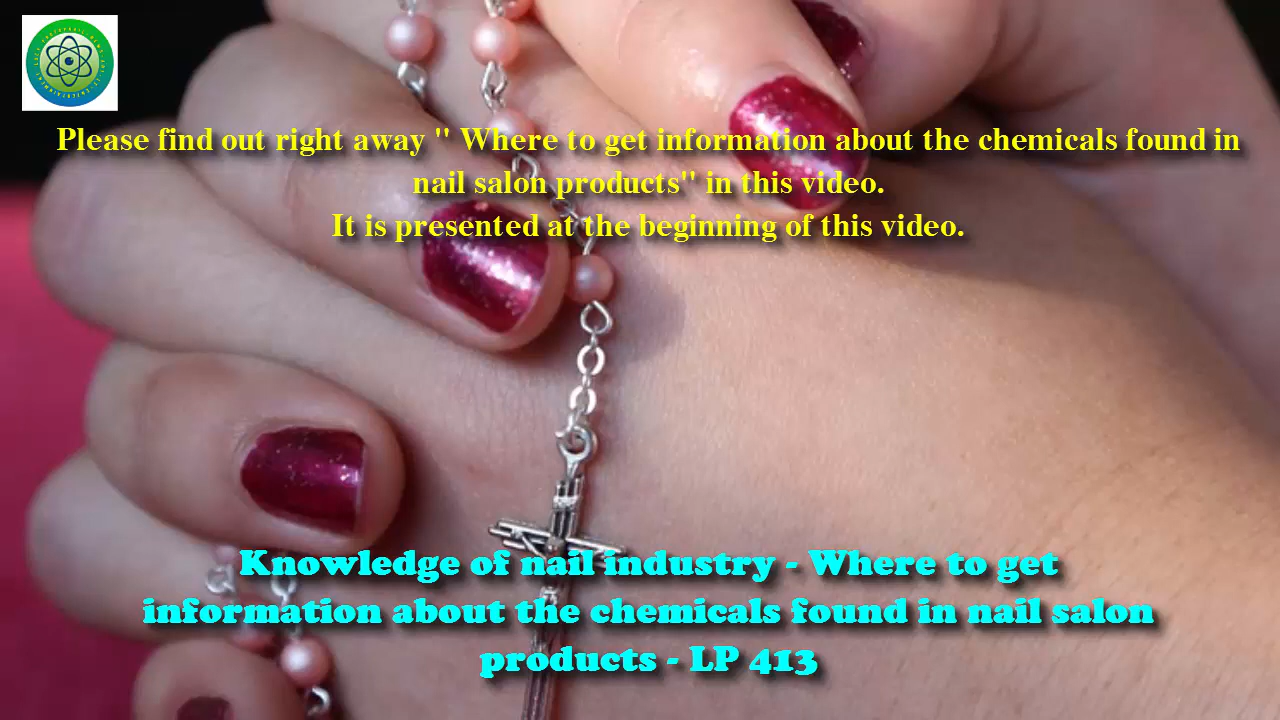 Please find out right away " Where to get information about the chemicals found in
nail salon products" in this video.
It is presented at the beginning of this video.
Knowledge of nail industry - Where to get
information about the chemicals found in nail salon
products - LP 413